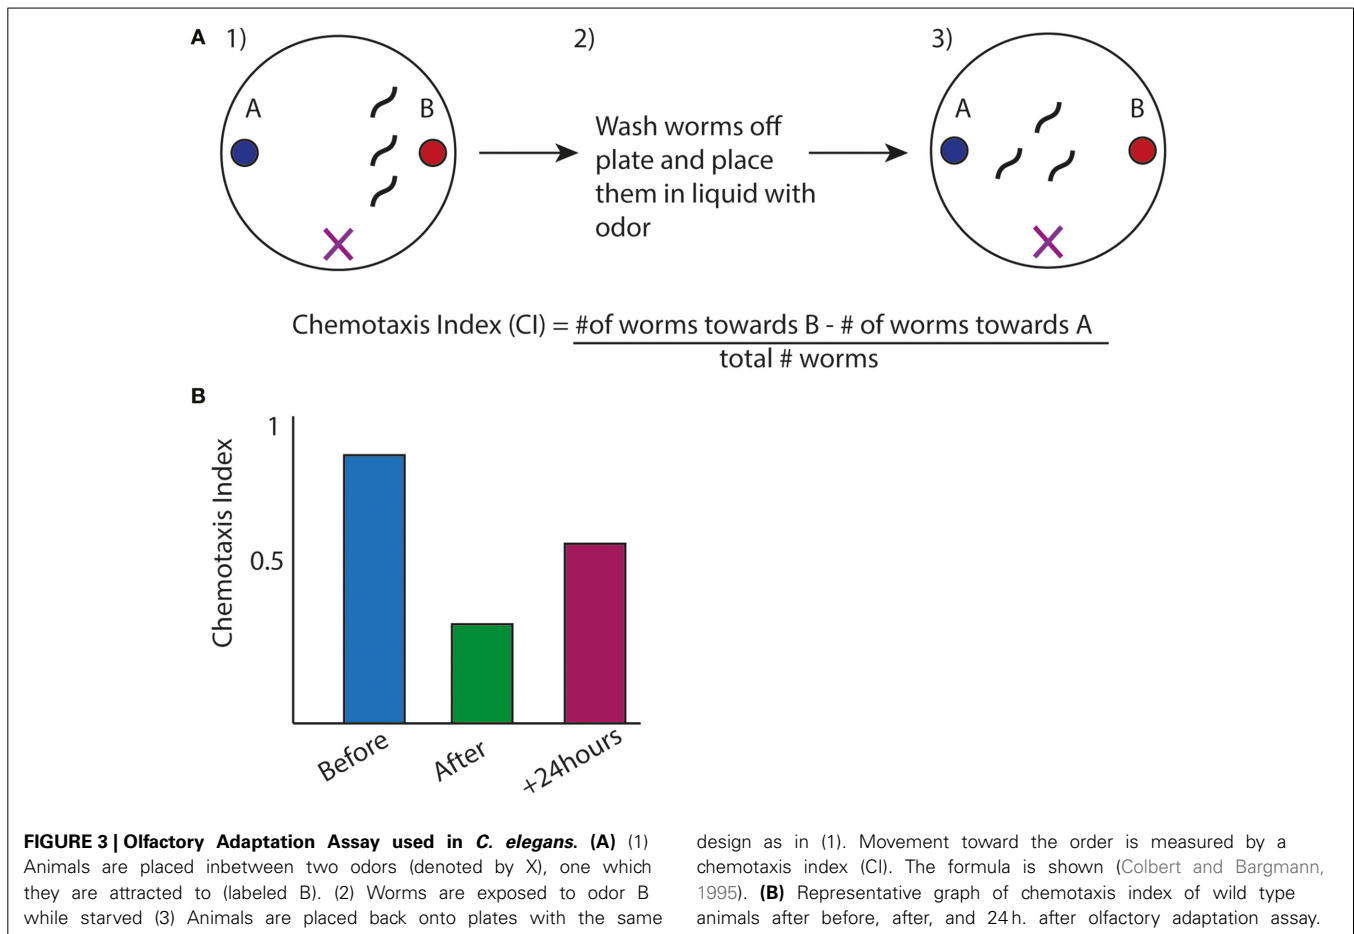 A 1) 2) 3)
A B
Wash worms off
plate and place
them in liquid with
odor
A B
Chemotaxis Index (CI) = #of worms towards B - # of worms towards A
total # worms
B
Chemotaxis Index
1
0.5
Before
After
+24hours
FIGURE 3 | Olfactory Adaptation Assay used in C. elegans. (A) (1)
Animals are placed inbetween two odors (denoted by X), one which
they are attracted to (labeled B). (2) Worms are exposed to odor B
while starved (3) Animals are placed back onto plates with the same
design as in (1). Movement toward the order is measured by a
chemotaxis index (CI). The formula is shown (Colbert and Bargmann,
1995). (B) Representative graph of chemotaxis index of wild type
animals after before, after, and 24 h. after olfactory adaptation assay.